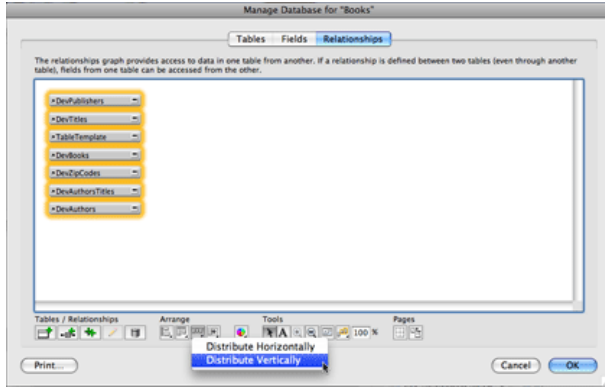 Manage Database for "Books"
Tables Fields Relationships
The relationships graph provides access to data in one table from another. If a relationship is defined between two tables (even through another
table), fields from one table can be accessed from the other.
DevPublishers
DevTitles
TableTemplate
DevBooks
DevZipCodes
DevAuthorsTitles
DevAuthors
Tables / Relationships Arrange Tools Pages
A 100 %
Distribute Horizontally
Distribute Vertically
Print... Cancel OK